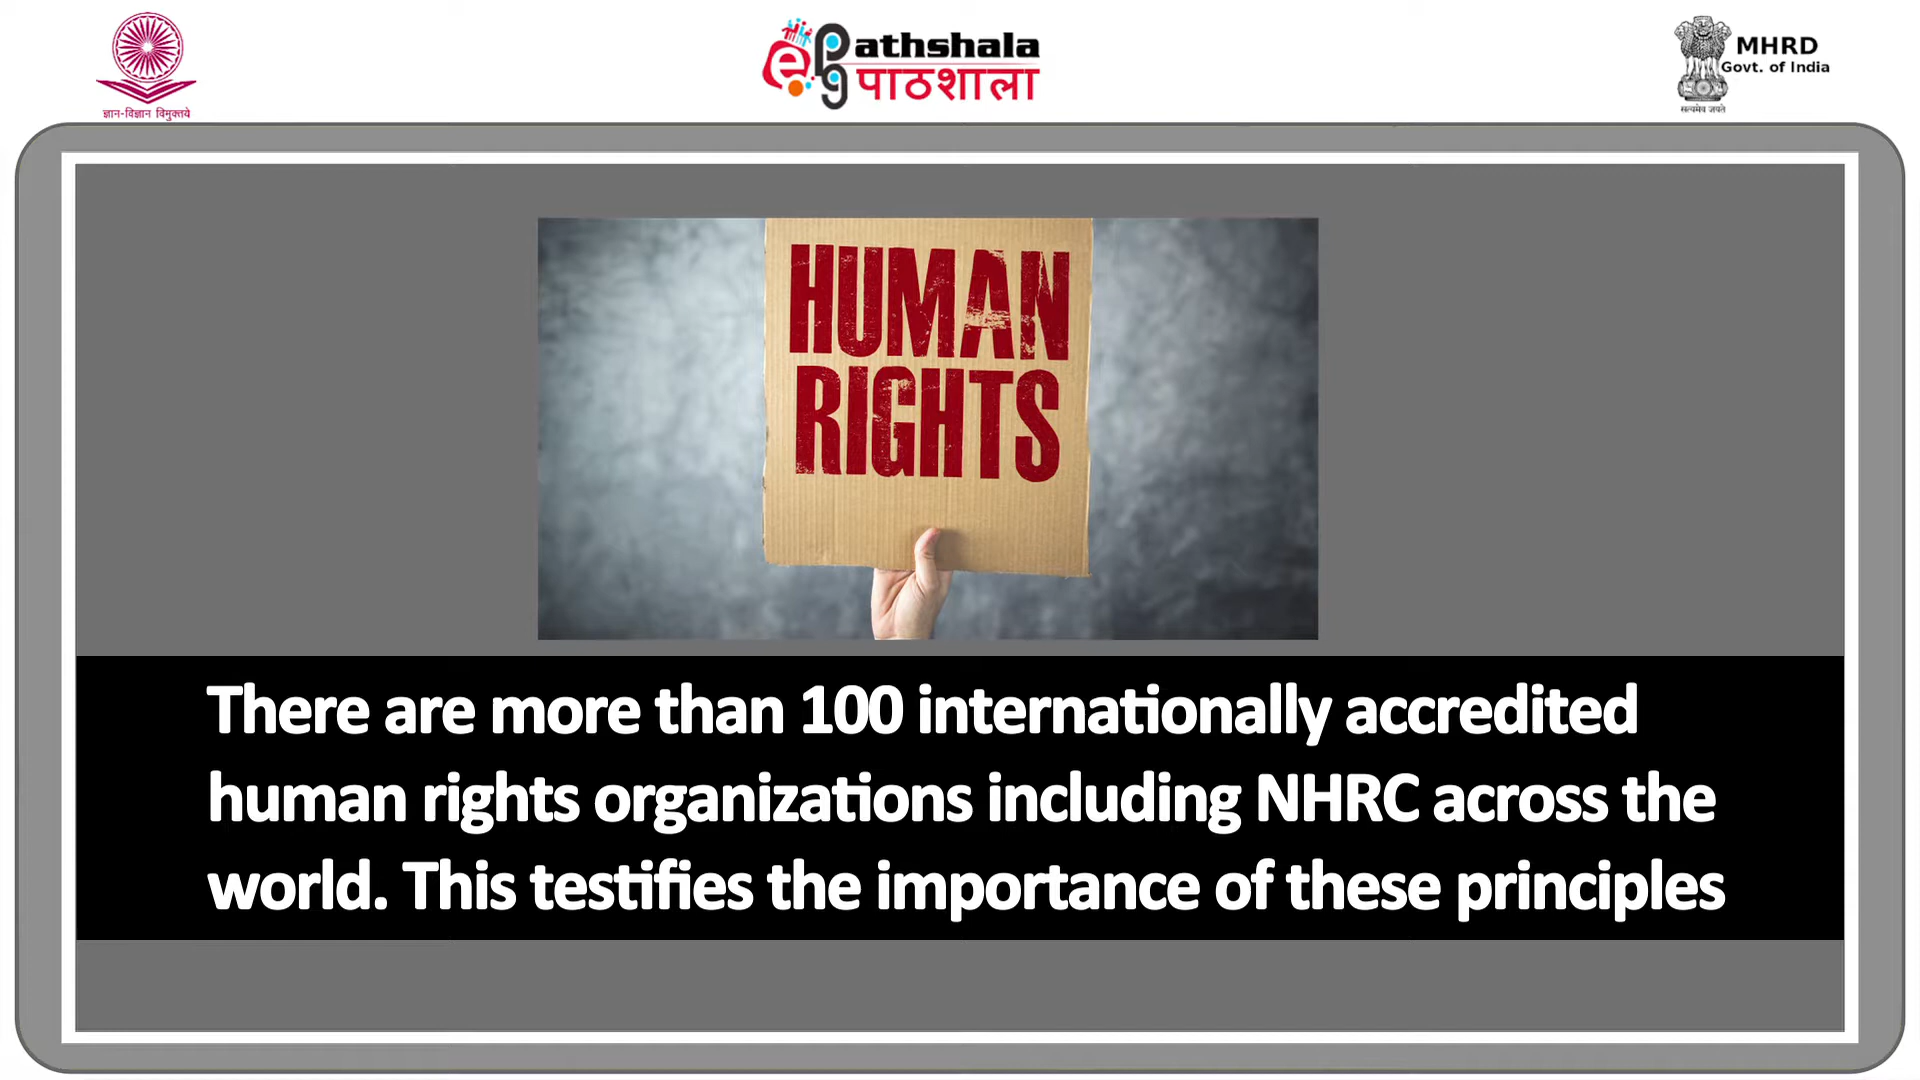 ज्ञान-विज्ञान विमुक्तये
ePathshala
पाठशाला
MHRD
Govt. of India
सत्यमेव जयते
HUMAN
RIGHTS
There are more than 100 internationally accredited
human rights organizations including NHRC across the
world. This testifies the importance of these principles